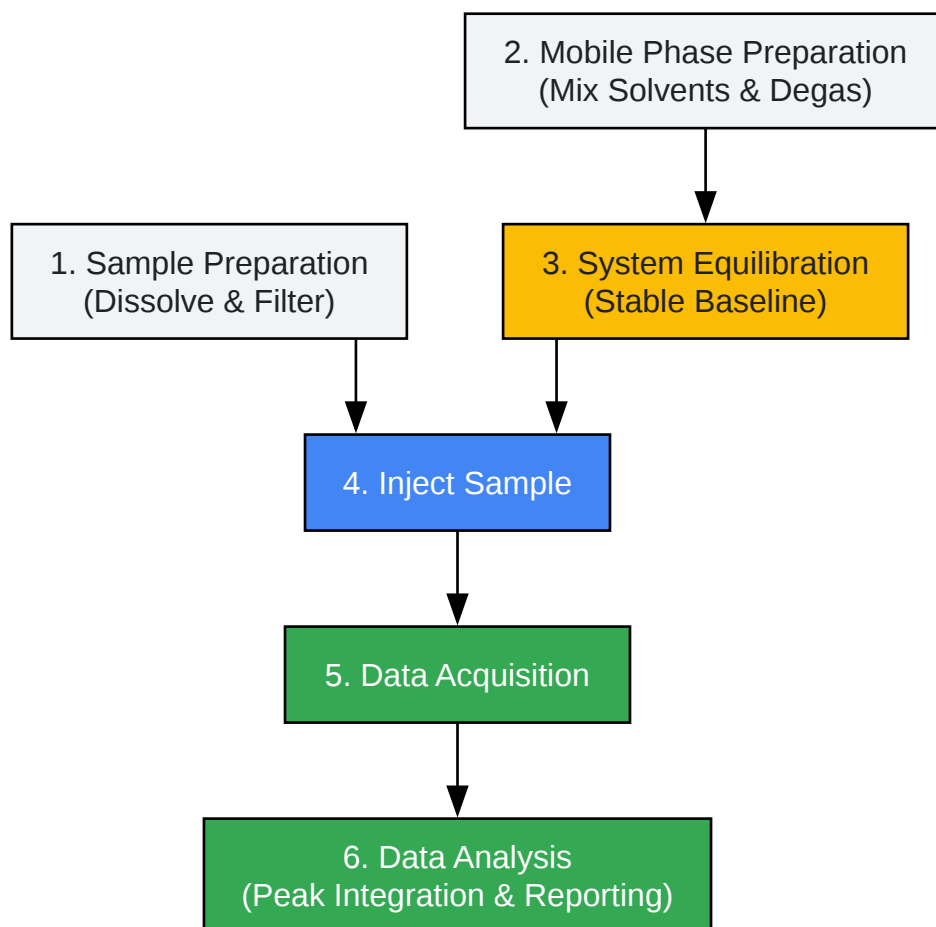 2. Mobile Phase Preparation
(Mix Solvents & Degas)
1. Sample Preparation
(Dissolve & Filter)
3. System Equilibration
(Stable Baseline)
4. Inject Sample
5. Data Acquisition
6. Data Analysis
(Peak Integration & Reporting)